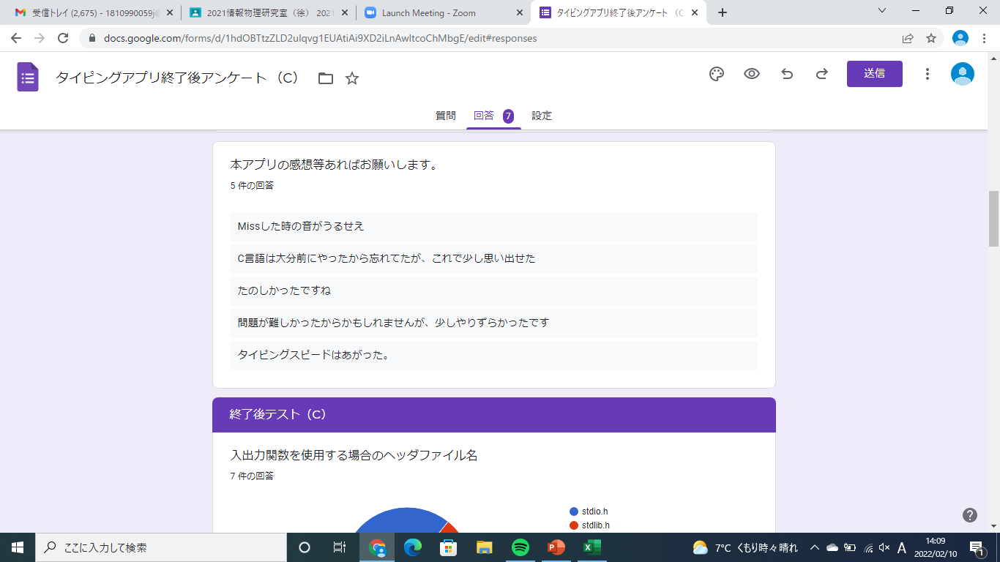 受信トレイ (2,675) - 1810990059j@
2021情報物理研究室（徐） 2021
Launch Meeting - Zoom
タイピングアプリ終了後アンケート （C
docs.google.com/forms/d/1hdOBTtzZLD2uIqvg1EUAtiAi9XD2iLnAwItcoChMbgE/edit#responses
タイピングアプリ終了後アンケート （C）
送信
質問 回答 7 設定
本アプリの感想等あればお願いします。
5 件の回答
Missした時の音がうるせえ
C言語は大分前にやったから忘れてたが、これで少し思い出せた
たのしかったですね
問題が難しかったからかもしれませんが、少しやりずらかったです
タイピングスピードはあがった。
終了後テスト（C）
入出力関数を使用する場合のヘッダファイル名
7 件の回答
stdio.h
stdlib.h
ここに入力して検索
7°C くもり時々晴れ
A
14:09
2022/02/10
1